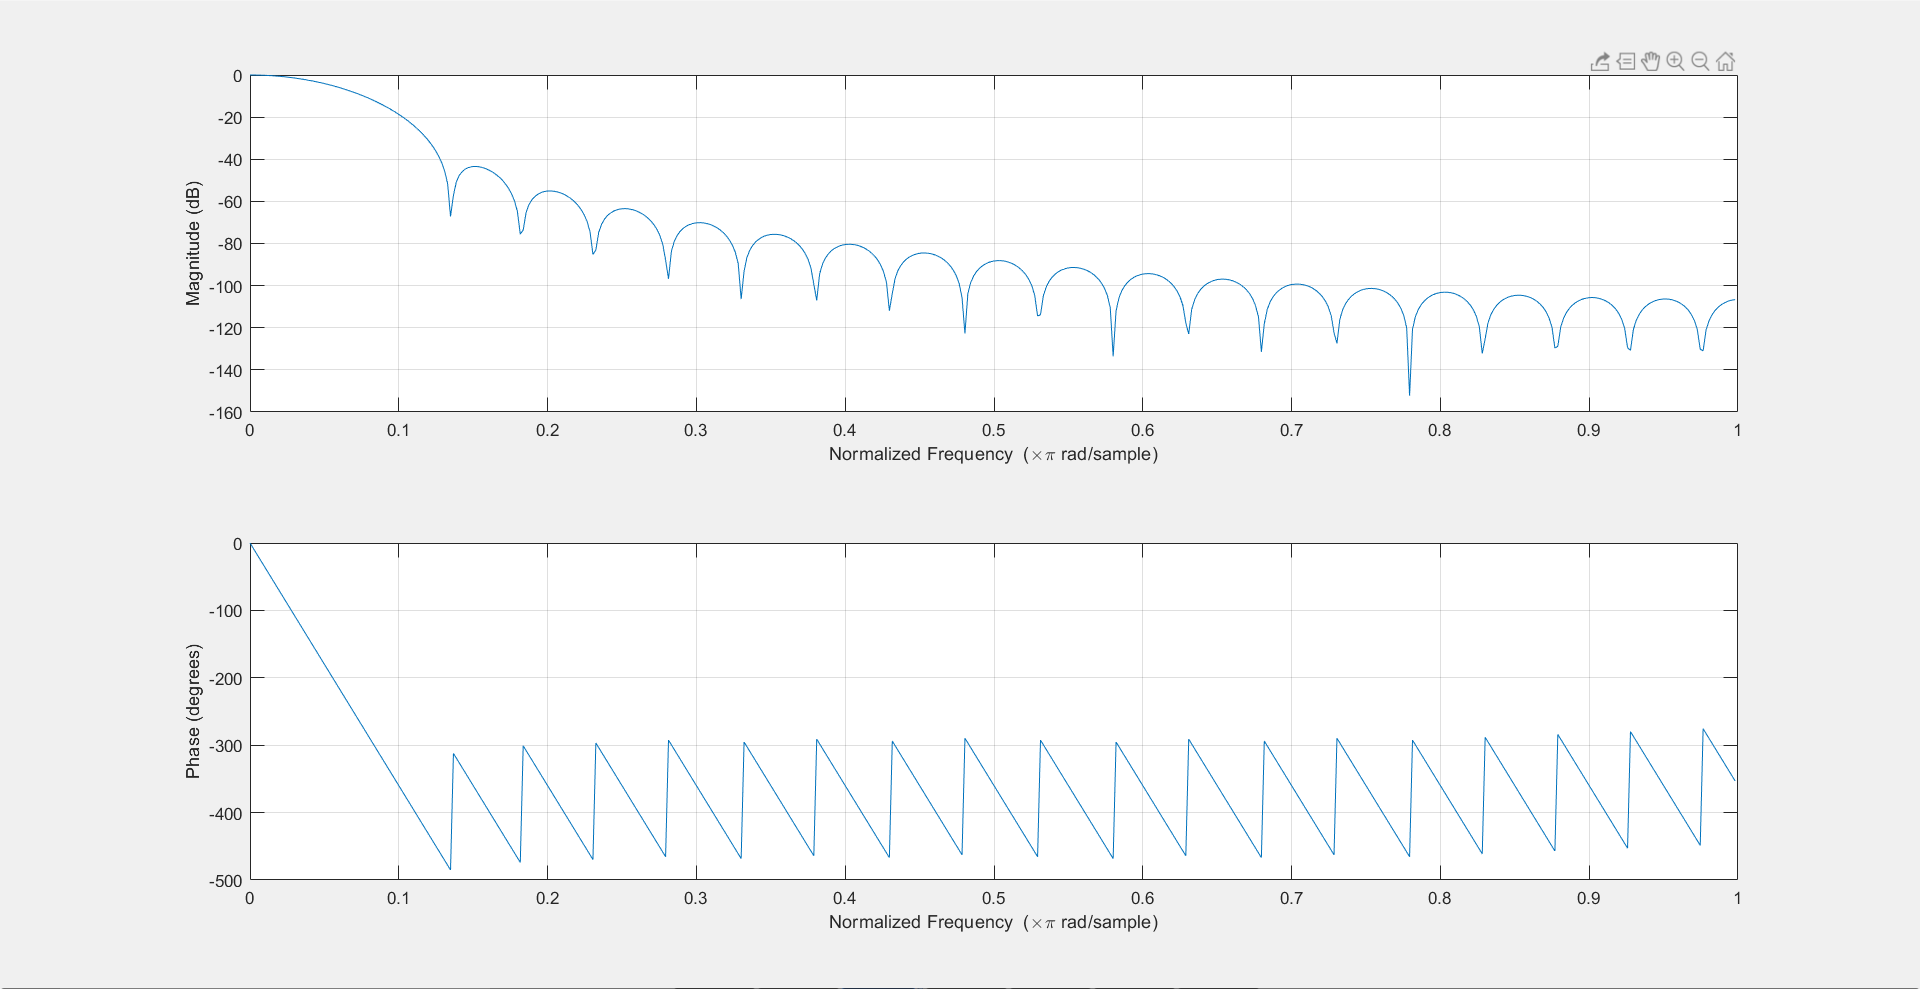 0
-20
-40
-60
-80
-100
-120
-140
-160
Magnitude (dB)
0 0.1 0.2 0.3 0.4 0.5 0.6 0.7 0.8 0.9 1
Normalized Frequency (×π rad/sample)
0
-100
-200
-300
-400
-500
Phase (degrees)
0 0.1 0.2 0.3 0.4 0.5 0.6 0.7 0.8 0.9 1
Normalized Frequency (×π rad/sample)